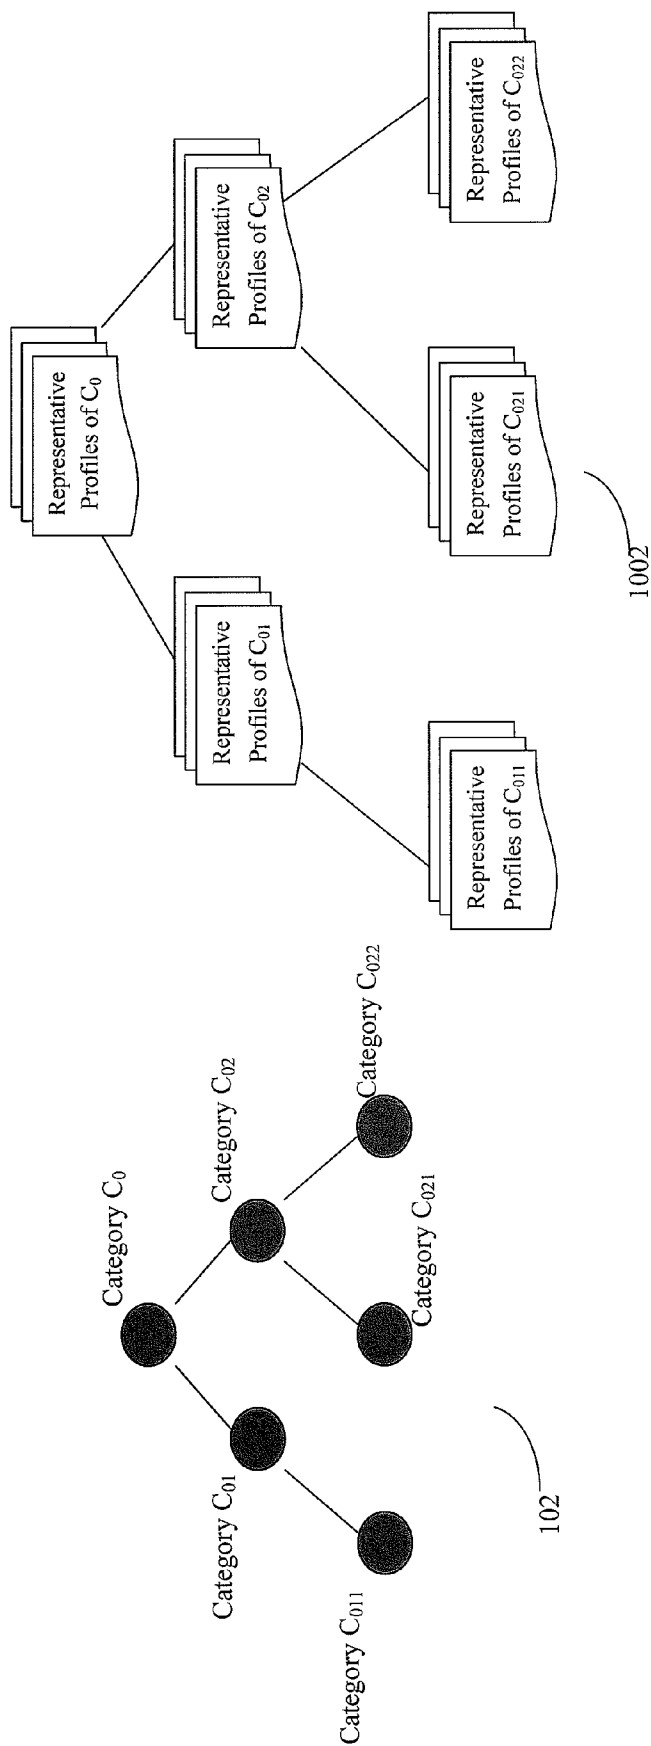 Category C₀
Category C₀₁
Category C₀₂
Category C₀₁₁
Category C₀₂₁
Category C₀₂₂
102
Representative
Profiles of C₀
Representative
Profiles of C₀₁
Representative
Profiles of C₀₂
Representative
Profiles of C₀₁₁
Representative
Profiles of C₀₂₁
Representative
Profiles of C₀₂₂
1002